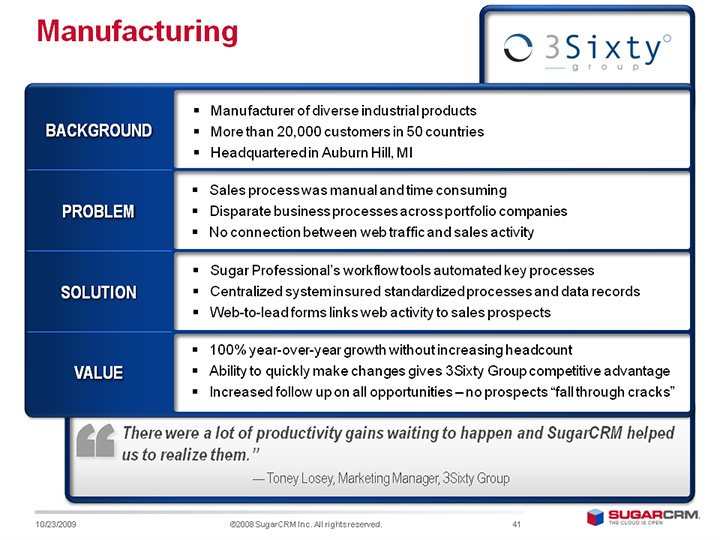 Manufacturing
3Sixty
group
BACKGROUND
▪ Manufacturer of diverse industrial products
▪ More than 20,000 customers in 50 countries
▪ Headquartered in Auburn Hill, MI
PROBLEM
▪ Sales process was manual and time consuming
▪ Disparate business processes across portfolio companies
▪ No connection between web traffic and sales activity
SOLUTION
▪ Sugar Professional’s workflow tools automated key processes
▪ Centralized system insured standardized processes and data records
▪ Web-to-lead forms links web activity to sales prospects
VALUE
▪ 100% year-over-year growth without increasing headcount
▪ Ability to quickly make changes gives 3Sixty Group competitive advantage
▪ Increased follow up on all opportunities – no prospects “fall through cracks”
“ There were a lot of productivity gains waiting to happen and SugarCRM helped
us to realize them.”
— Toney Losey, Marketing Manager, 3Sixty Group
10/23/2009
©2008 SugarCRM Inc. All rights reserved.
41
SUGARCRM.
THE CLOUD IS OPEN